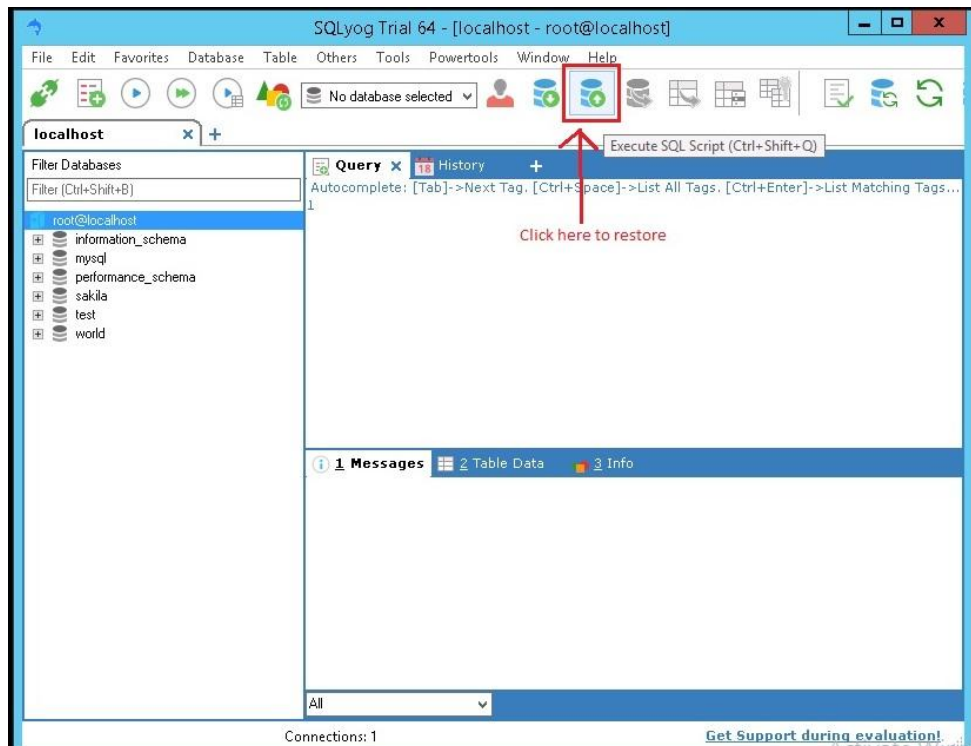 SQLyog Trial 64 - [localhost - root@localhost]
File Edit Favorites Database Table Others Tools Powertools Window Help
No database selected
localhost x +
Execute SQL Script (Ctrl+Shift+Q)
Filter Databases
Filter (Ctrl+Shift+B)
root@localhost
information_schema
mysql
performance_schema
sakila
test
world
Query x 18 History +
Autocomplete: [Tab]->Next Tag. [Ctrl+Space]->List All Tags. [Ctrl+Enter]->List Matching Tags...
1
Click here to restore
1 Messages 2 Table Data 3 Info
All
Connections: 1
Get Support during evaluation!